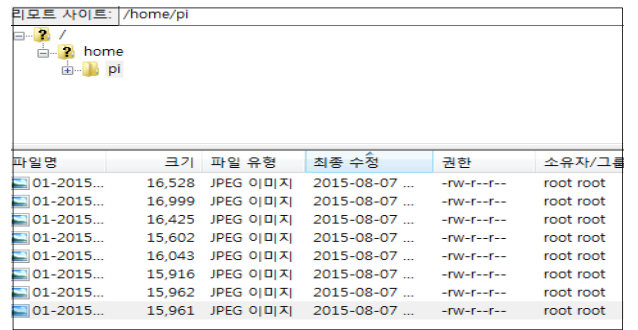 리모트 사이트: /home/pi
/
home
pi
파일명 크기 파일 유형 최종 수정 권한 소유자/그룹
01-2015... 16,528 JPEG 이미지 2015-08-07 ... -rw-r--r-- root root
01-2015... 16,999 JPEG 이미지 2015-08-07 ... -rw-r--r-- root root
01-2015... 16,425 JPEG 이미지 2015-08-07 ... -rw-r--r-- root root
01-2015... 15,602 JPEG 이미지 2015-08-07 ... -rw-r--r-- root root
01-2015... 16,043 JPEG 이미지 2015-08-07 ... -rw-r--r-- root root
01-2015... 15,916 JPEG 이미지 2015-08-07 ... -rw-r--r-- root root
01-2015... 15,962 JPEG 이미지 2015-08-07 ... -rw-r--r-- root root
01-2015... 15,961 JPEG 이미지 2015-08-07 ... -rw-r--r-- root root